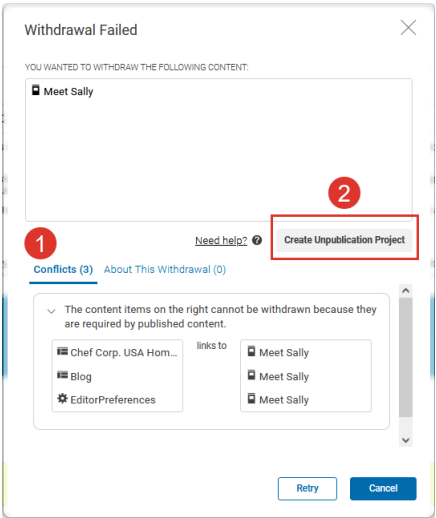 Withdrawal Failed
YOU WANTED TO WITHDRAW THE FOLLOWING CONTENT:
Meet Sally
2
1
Need help? ?
Create Unpublication Project
Conflicts (3) About This Withdrawal (0)
The content items on the right cannot be withdrawn because they
are required by published content.
Chef Corp. USA Hom... links to Meet Sally
Blog Meet Sally
EditorPreferences Meet Sally
Retry Cancel